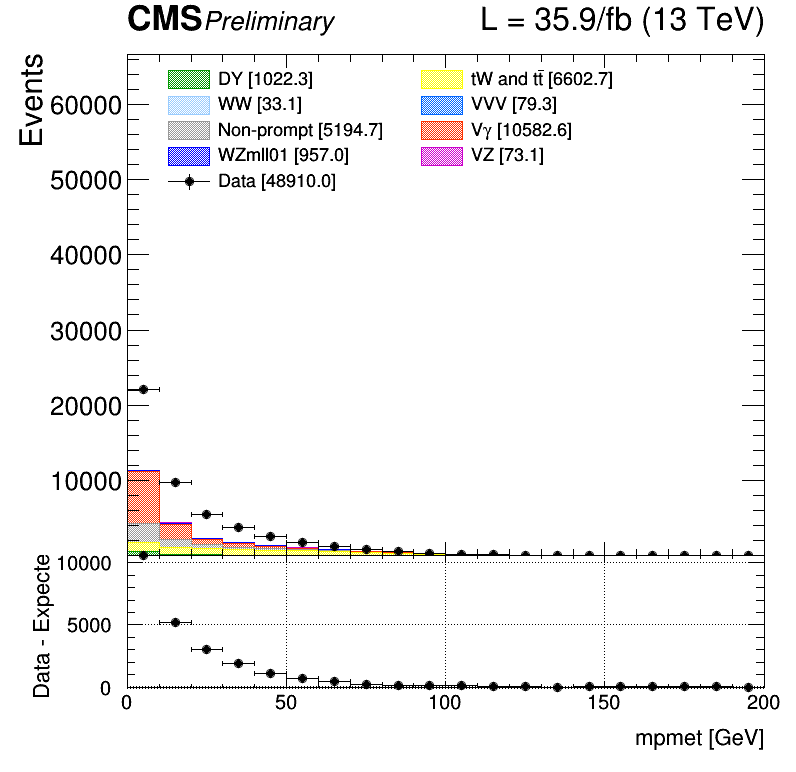 CMS Preliminary L = 35.9/fb (13 TeV)
Events
60000
50000
40000
30000
20000
10000
DY [1022.3]
WW [33.1]
Non-prompt [5194.7]
WZmll01 [957.0]
Data [48910.0]
tW and tt̄ [6602.7]
VVV [79.3]
Vγ [10582.6]
VZ [73.1]
Data - Expecte
10000
5000
0
0 50 100 150 200
mpmet [GeV]